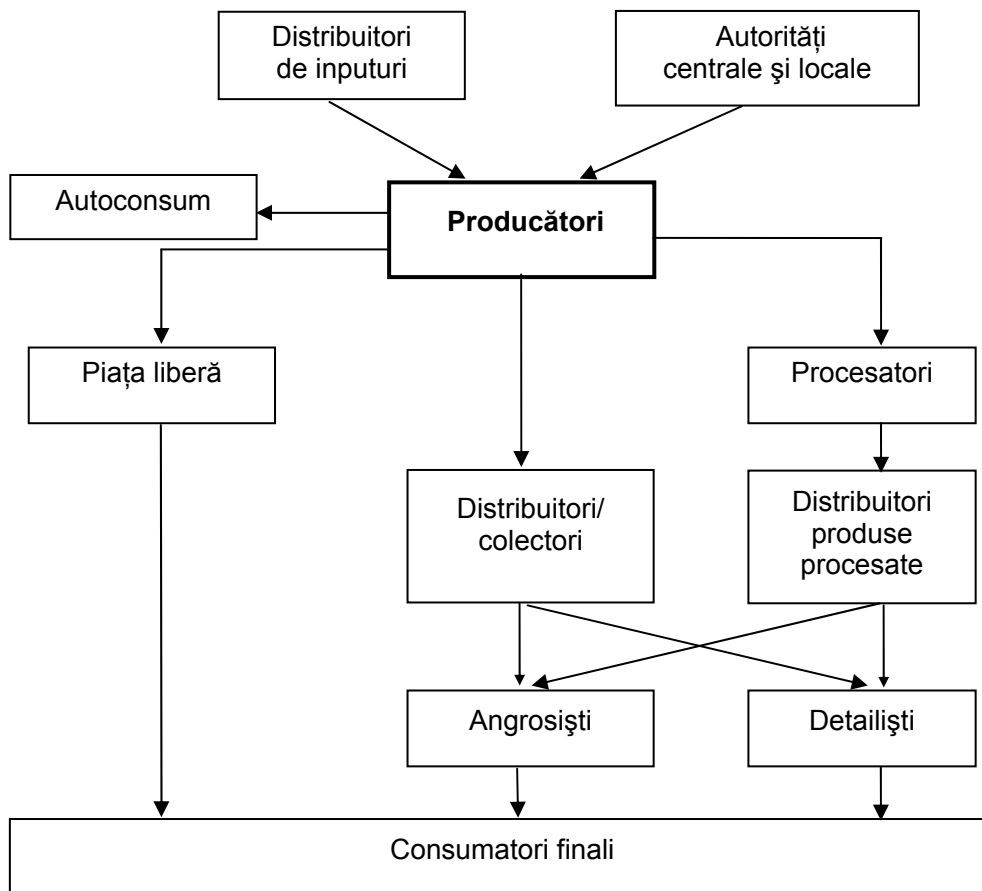 Distribuitori
de inputuri
Autorități
centrale şi locale
Autoconsum
Producători
Piața liberă
Procesatori
Distribuitori/
colectori
Distribuitori
produse
procesate
Angrosişti
Detailişti
Consumatori finali